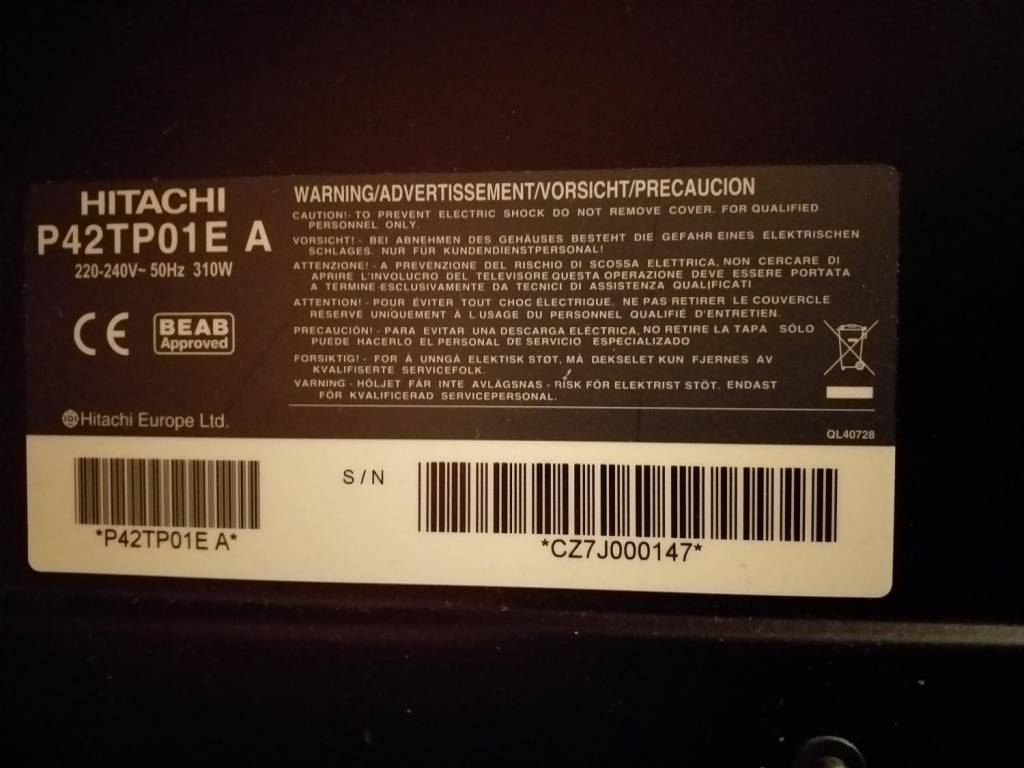 HITACHI
P42TP01E A
220-240V~ 50Hz 310W
CE
BEAB
Approved
Hitachi Europe Ltd.
WARNING/ADVERTISSEMENT/VORSICHT/PRECAUCION
CAUTION!- TO PREVENT ELECTRIC SHOCK DO NOT REMOVE COVER. FOR QUALIFIED
PERSONNEL ONLY.
VORSICHT! - BEI ABNEHMEN DES GEHÄUSES BESTEHT DIE GEFAHR EINES ELEKTRISCHEN
SCHLAGES. NUR FUR KUNDENDIENSTPERSONAL!
ATTENZIONE! - A PREVENZIONE DEL RISCHIO DI SCOSSA ELETTRICA, NON CERCARE DI
APRIRE L'INVOLUCRO DEL TELEVISORE QUESTA OPERAZIONE DEVE ESSERE PORTATA
A TERMINE ESCLUSIVAMENTE DA TECNICI DI ASSISTENZA QUALIFICATI
ATTENTION! - POUR ÉVITER TOUT CHOC ÉLECTRIQUE, NE PAS RETIRER LE COUVERCLE
RÉSERVÉ UNIQUEMENT À L'USAGE DU PERSONNEL QUALIFIÉ D'ENTRETIEN.
PRECAUCIÓN! - PARA EVITAR UNA DESCARGA ELÉCTRICA, NO RETIRE LA TAPA SÓLO
PUEDE HACERLO EL PERSONAL DE SERVICIO ESPECIALIZADO
FORSIKTIG! - FOR Å UNNGÅ ELEKTISK STØT, MÅ DEKSELET KUN FJERNES AV
KVALIFISERTE SERVICEFOLK.
VARNING - HÖLJET FÅR INTE AVLÄGSNAS - RISK FÖR ELEKTRIST STÖT. ENDAST
FÖR KVALIFICERAD SERVICEPERSONAL.
QL40728
*P42TP01E A*
S/N
*CZ7J000147*